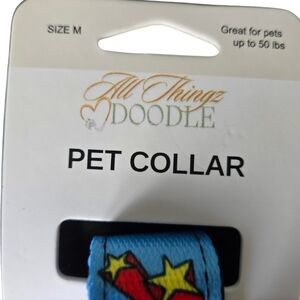 SIZE M
Great for pets
up to 50 lbs
All Thingz
DOODLE
PET COLLAR